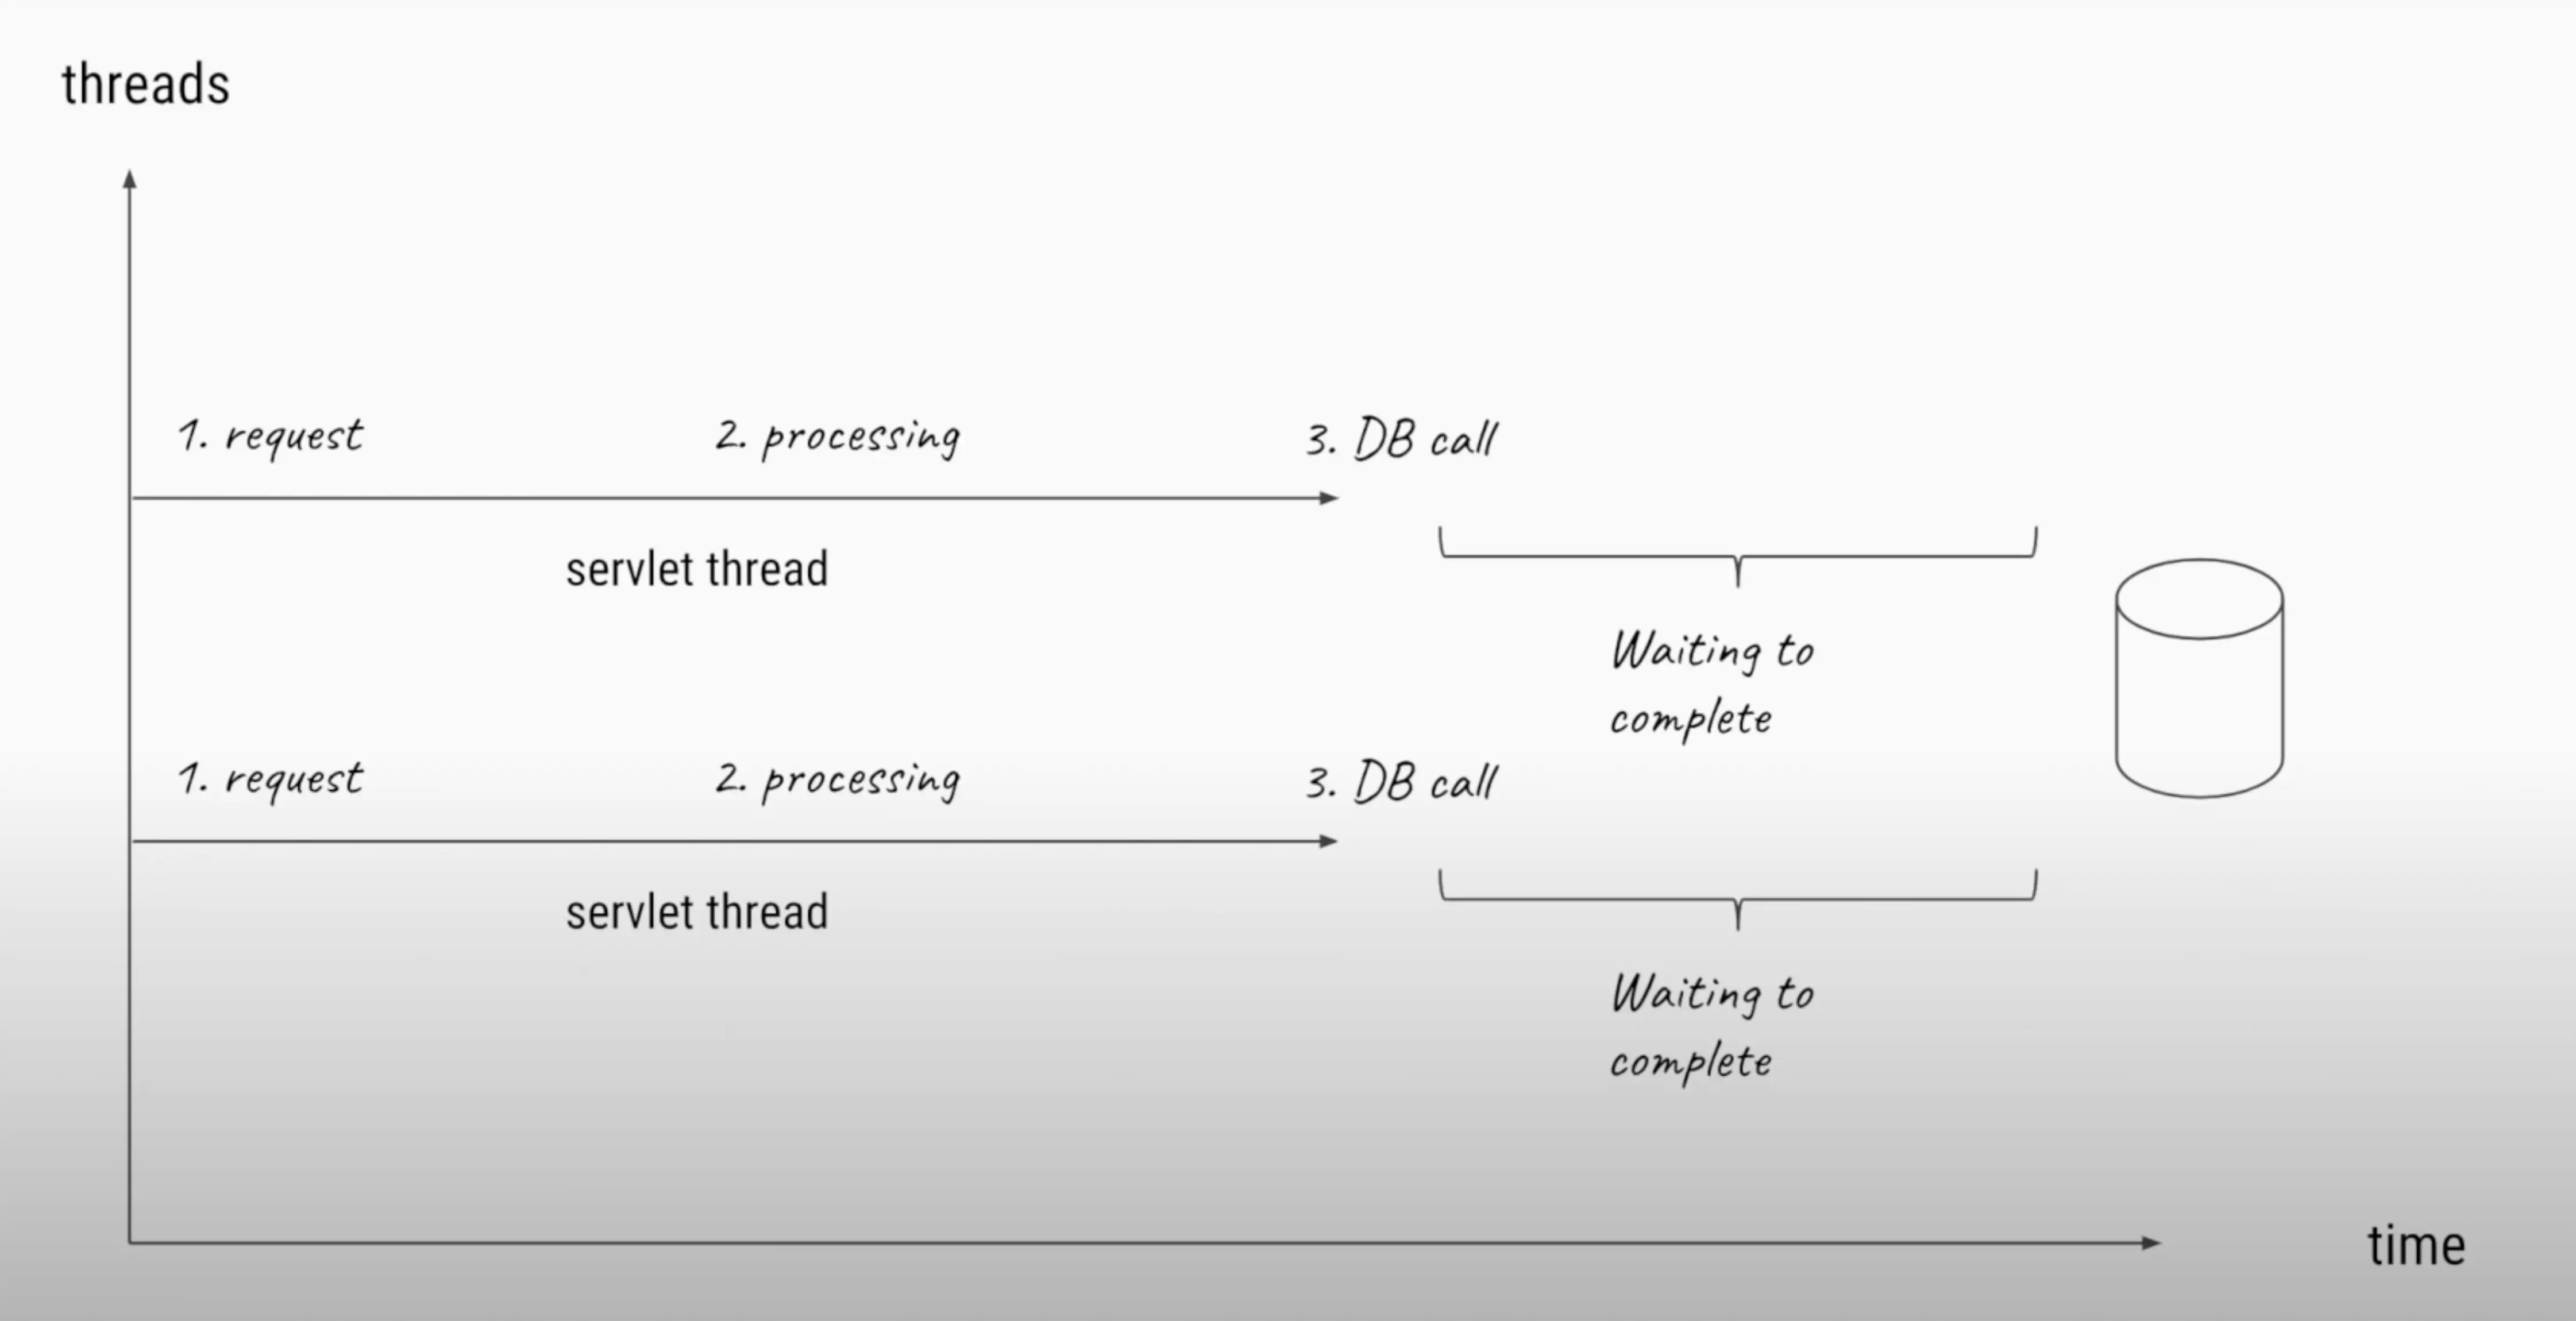 threads
1. request
2. processing
3. DB call
servlet thread
Waiting to
complete
1. request
2. processing
3. DB call
servlet thread
Waiting to
complete
time